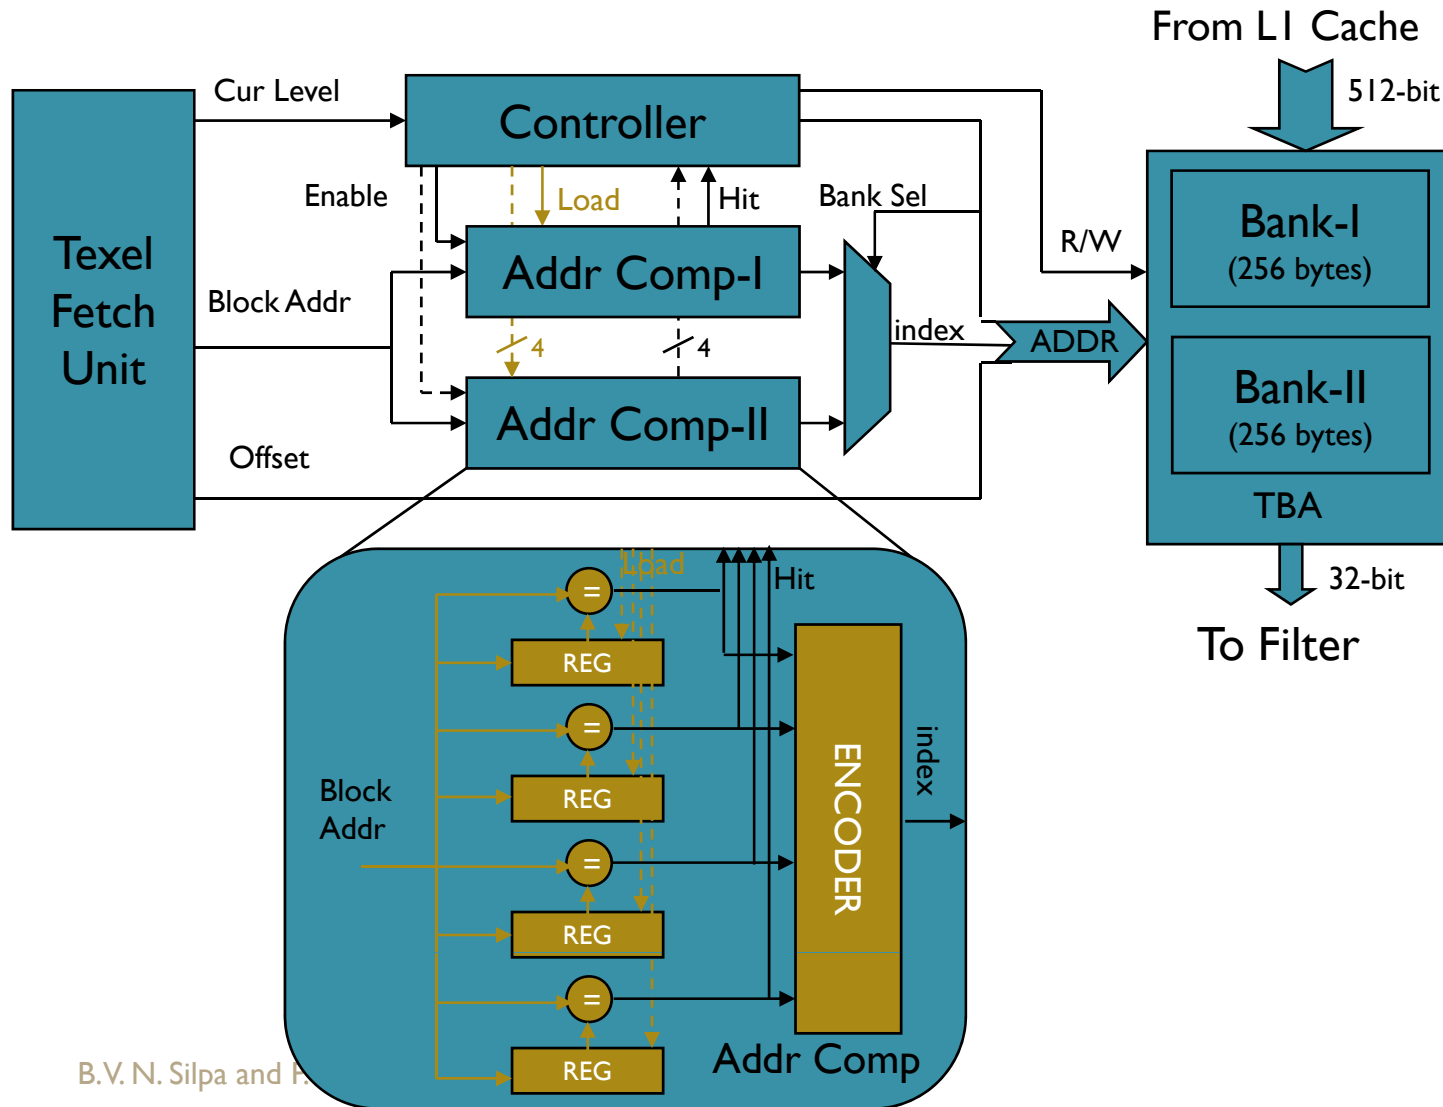 From L1 Cache
512-bit
Cur Level
Controller
Enable
Load
Hit
Bank Sel
Texel
Fetch
Unit
Block Addr
Addr Comp-I
R/W
Bank-I
(256 bytes)
4
4
index
ADDR
Addr Comp-II
Bank-II
(256 bytes)
Offset
TBA
32-bit
To Filter
Load
Hit
=
REG
=
REG
Block
Addr
=
REG
=
REG
ENCODER
index
Addr Comp
B.V. N. Silpa and